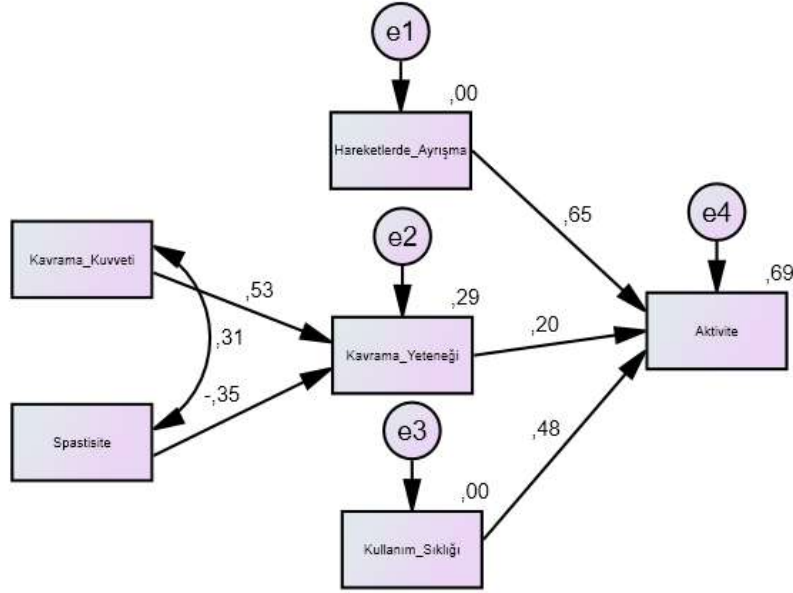 e1
,00
Hareketlerde_Ayrışma
,65
e2
e4
,69
Kavrama_Kuvveti
,53
,29
,20
Aktivite
,31
Kavrama_Yeteneği
-,35
Spastisite
e3
,48
,00
Kullanım_Sıklığı